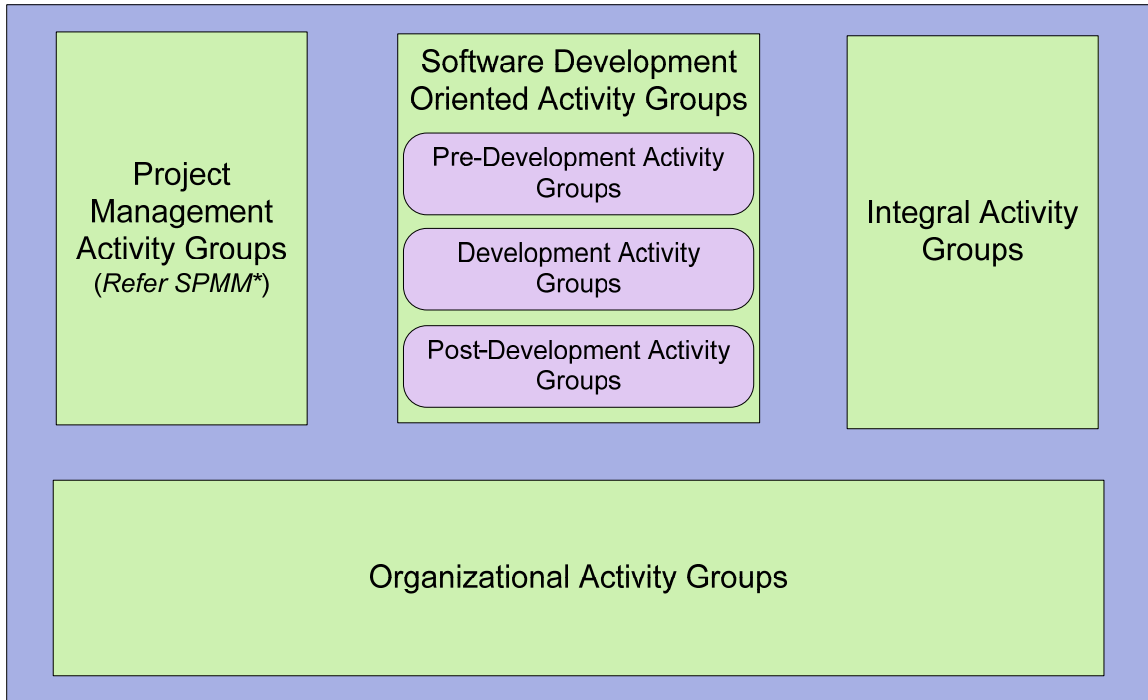 Project
Management
Activity Groups
(Refer SPMM*)
Software Development
Oriented Activity Groups
Pre-Development Activity
Groups
Development Activity
Groups
Post-Development Activity
Groups
Integral Activity
Groups
Organizational Activity Groups